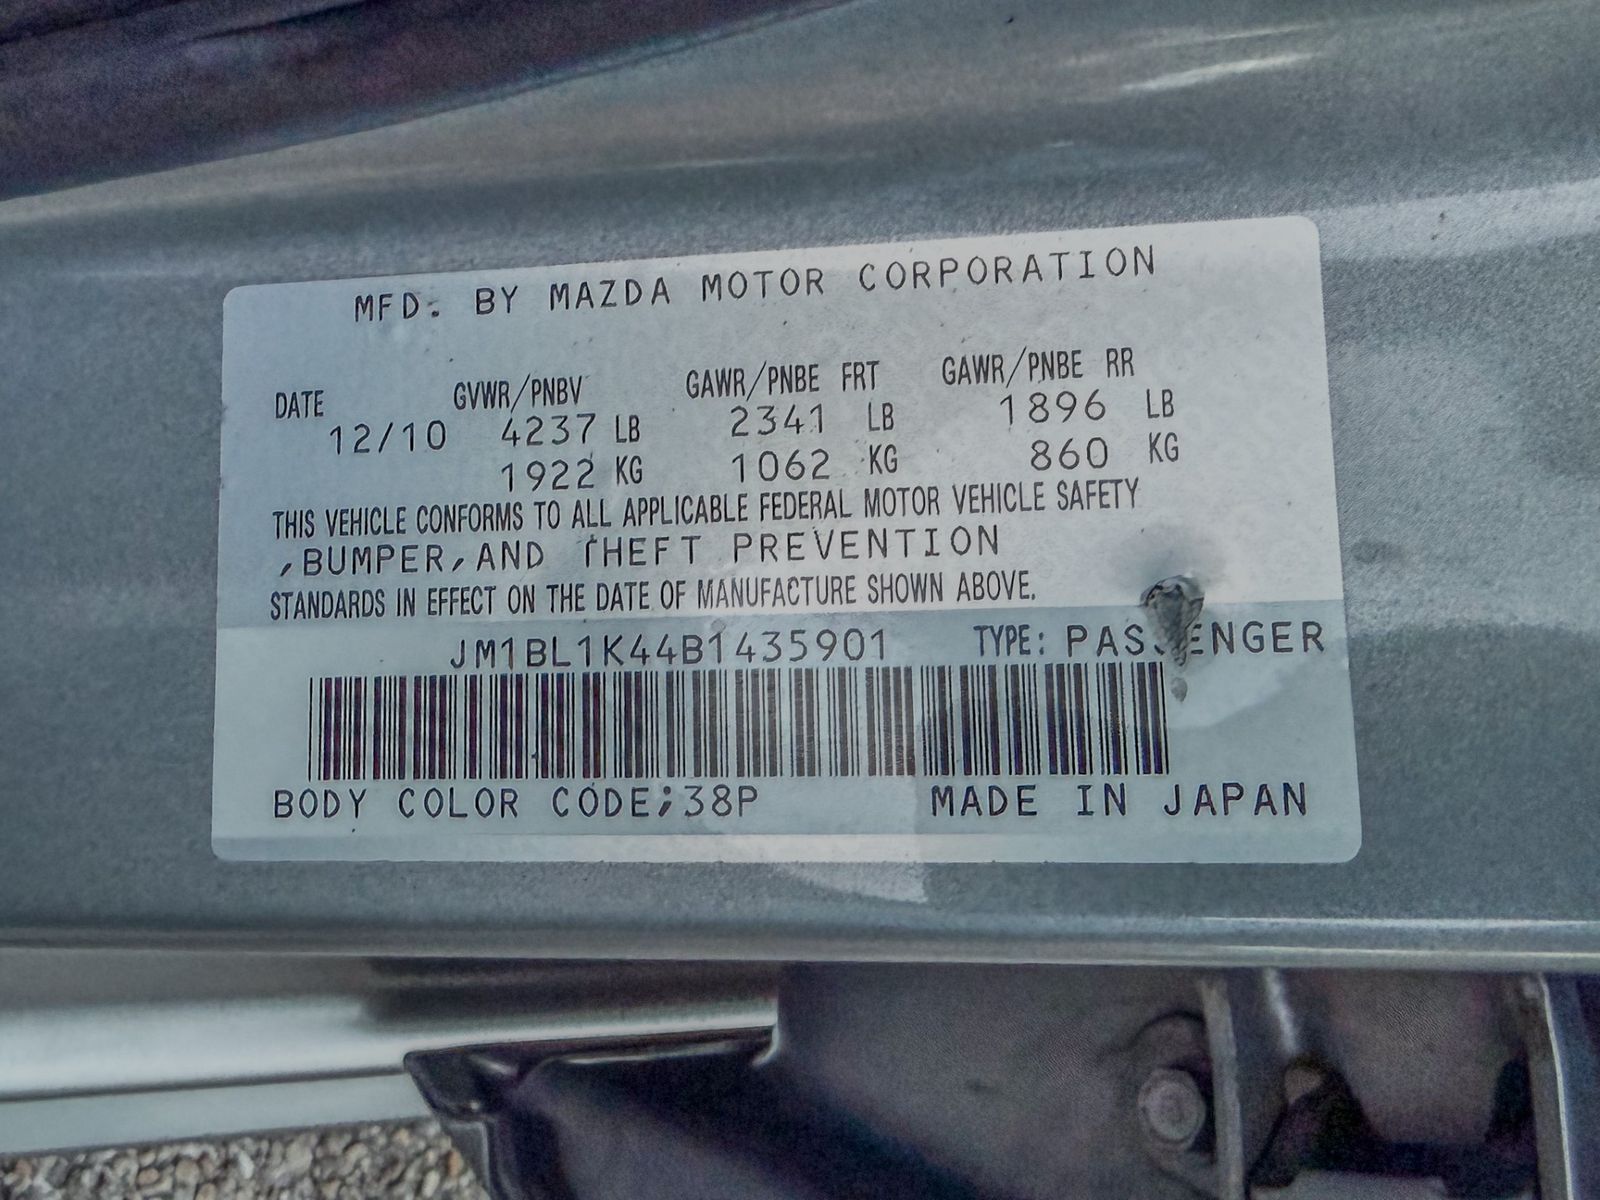 MFD. BY MAZDA MOTOR CORPORATION
DATE GVWR/PNBV GAWR/PNBE FRT GAWR/PNBE RR
12/10 4237 LB 2341 LB 1896 LB
1922 KG 1062 KG 860 KG
THIS VEHICLE CONFORMS TO ALL APPLICABLE FEDERAL MOTOR VEHICLE SAFETY
,BUMPER,AND THEFT PREVENTION
STANDARDS IN EFFECT ON THE DATE OF MANUFACTURE SHOWN ABOVE.
JM1BL1K44B1435901 TYPE: PASSENGER
BODY COLOR CODE;38P MADE IN JAPAN